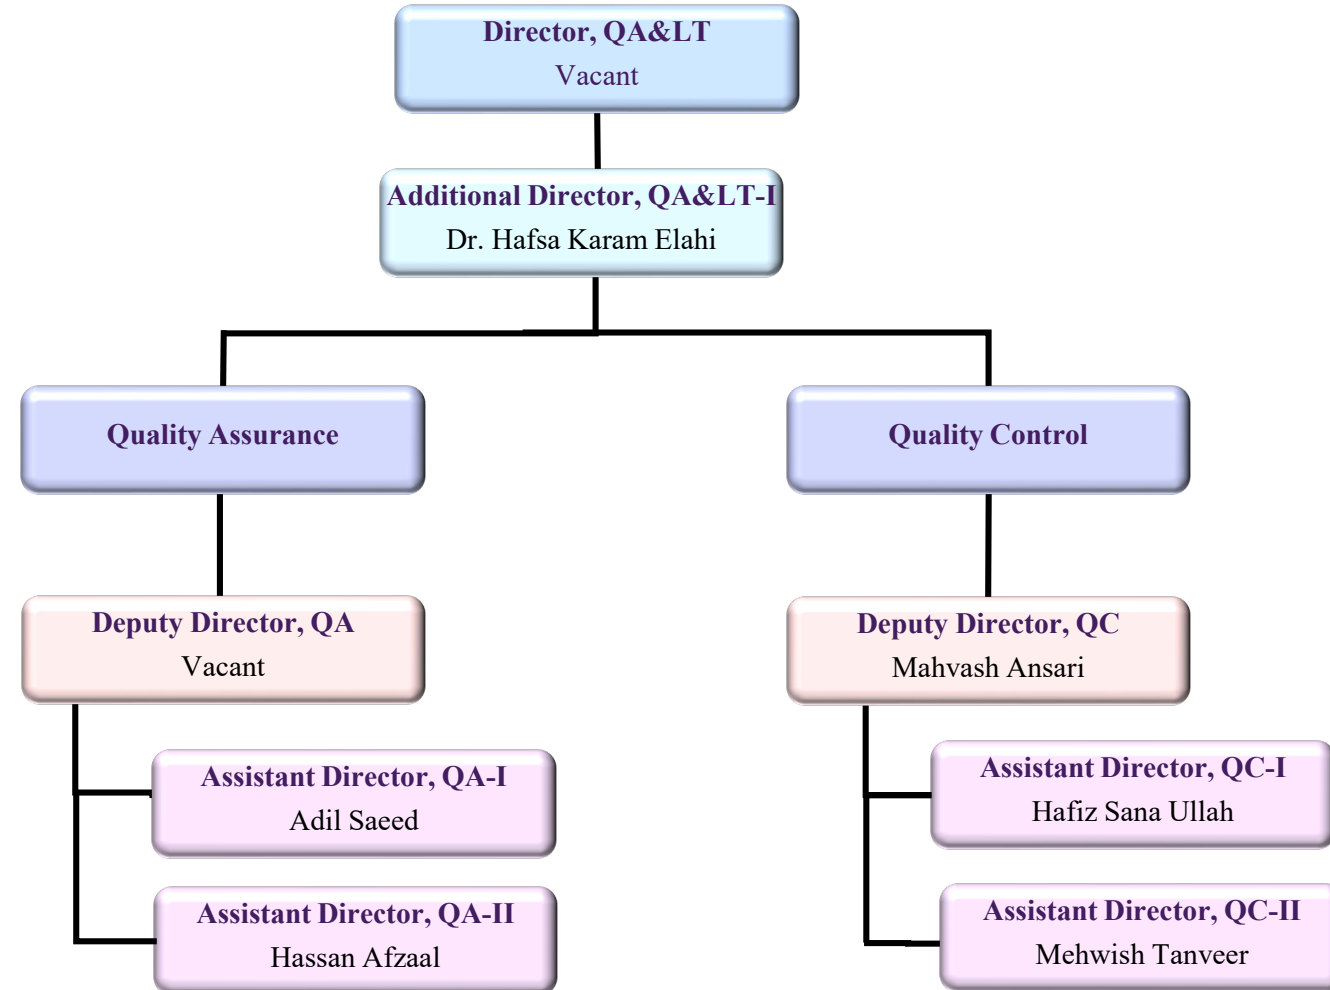 Director, QA&LT
Vacant
Additional Director, QA&LT-I
Dr. Hafsa Karam Elahi
Quality Assurance
Quality Control
Deputy Director, QA
Vacant
Deputy Director, QC
Mahvash Ansari
Assistant Director, QA-I
Adil Saeed
Assistant Director, QC-I
Hafiz Sana Ullah
Assistant Director, QA-II
Hassan Afzaal
Assistant Director, QC-II
Mehwish Tanveer